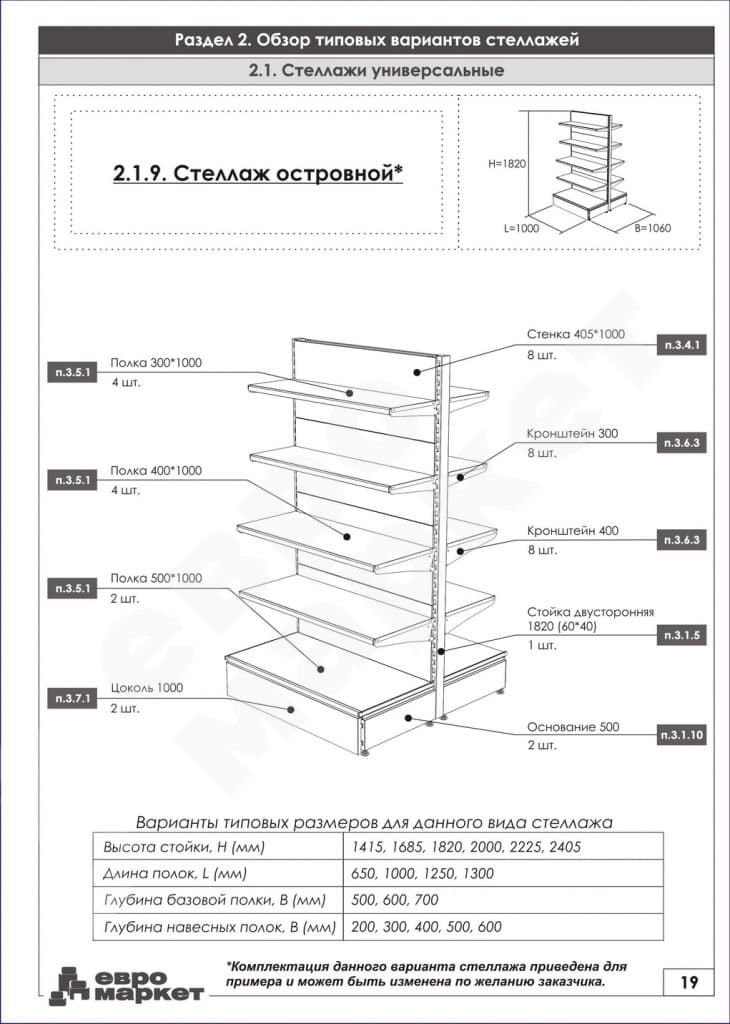 Раздел 2. Обзор типовых вариантов стеллажей
2.1. Стеллажи универсальные
2.1.9. Стеллаж островной*
H=1820
L=1000
B=1060
п.3.5.1
Полка 300*1000
4 шт.
Стенка 405*1000
8 шт.
п.3.4.1
п.3.5.1
Полка 400*1000
4 шт.
Кронштейн 300
8 шт.
п.3.6.3
Кронштейн 400
8 шт.
п.3.6.3
п.3.5.1
Полка 500*1000
2 шт.
Стойка двусторонняя
1820 (60*40)
1 шт.
п.3.1.5
п.3.7.1
Цоколь 1000
2 шт.
Основание 500
2 шт.
п.3.1.10
евро
маркет
Варианты типовых размеров для данного вида стеллажа
Высота стойки, H (мм) 1415, 1685, 1820, 2000, 2225, 2405
Длина полок, L (мм) 650, 1000, 1250, 1300
Глубина базовой полки, B (мм) 500, 600, 700
Глубина навесных полок, B (мм) 200, 300, 400, 500, 600
евро
маркет
*Комплектация данного варианта стеллажа приведена для
примера и может быть изменена по желанию заказчика.
19